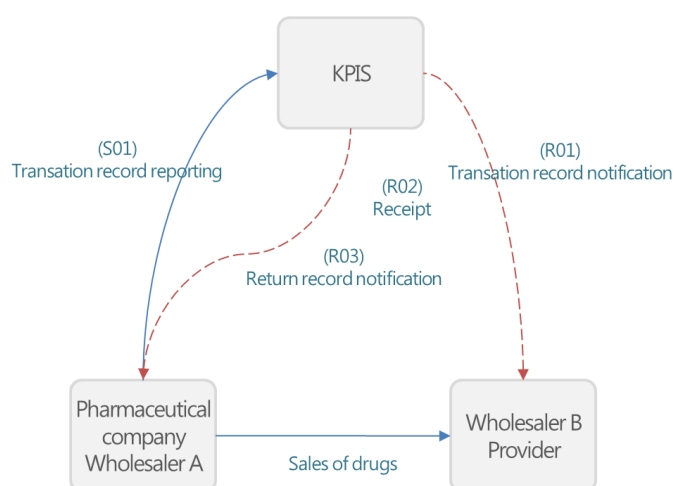 KPIS
(S01)
Transation record reporting
(R01)
Transation record notification
(R02)
Receipt
(R03)
Return record notification
Pharmaceutical
company
Wholesaler A
Sales of drugs
Wholesaler B
Provider